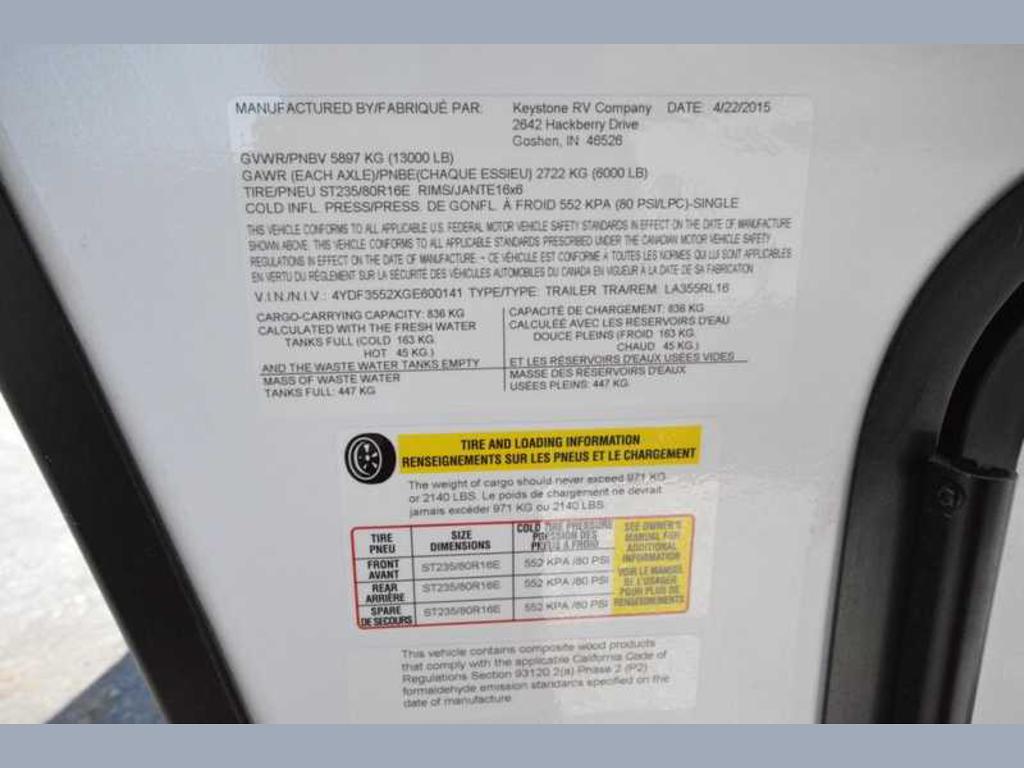 MANUFACTURED BY/FABRIQUÉ PAR: Keystone RV Company DATE: 4/22/2015
2642 Hackberry Drive
Goshen, IN 46526
GVWR/PNBV 5897 KG (13000 LB)
GAWR (EACH AXLE)/PNBE(CHAQUE ESSIEU) 2722 KG (6000 LB)
TIRE/PNEU ST235/80R16E RIMS/JANTE16x6
COLD INFL. PRESS/PRESS. DE GONFL. À FROID 552 KPA (80 PSI/LPC)-SINGLE
THIS VEHICLE CONFORMS TO ALL APPLICABLE U.S. FEDERAL MOTOR VEHICLE SAFETY STANDARDS IN EFFECT ON THE DATE OF MANUFACTURE
SHOWN ABOVE. THIS VEHICLE CONFORMS TO ALL APPLICABLE STANDARDS PRESCRIBED UNDER THE CANADIAN MOTOR VEHICLE SAFETY
REGULATIONS IN EFFECT ON THE DATE OF MANUFACTURE - CE VÉHICULE EST CONFORME À TOUTES LES NORMES QUI LUI SONT APPLICABLES
EN VERTU DU RÈGLEMENT SUR LA SÉCURITÉ DES VÉHICULES AUTOMOBILES DU CANADA EN VIGUEUR À LA DATE DE SA FABRICATION
V.I.N./N.I.V.: 4YDF3552XGE600141 TYPE/TYPE: TRAILER TRA/REM LA355RL16
CARGO-CARRYING CAPACITY: 836 KG
CALCULATED WITH THE FRESH WATER
TANKS FULL (COLD 163 KG.
HOT 45 KG.)
AND THE WASTE WATER TANKS EMPTY
MASS OF WASTE WATER
TANKS FULL: 447 KG
CAPACITÉ DE CHARGEMENT: 836 KG
CALCULÉE AVEC LES RÉSERVOIRS D'EAU
DOUCE PLEINS (FROID 163 KG.
CHAUD 45 KG.)
ET LES RÉSERVOIRS D'EAUX USÉES VIDES
MASSE DES RÉSERVOIRS D'EAUX
USÉES PLEINS: 447 KG.
TIRE AND LOADING INFORMATION
RENSEIGNEMENTS SUR LES PNEUS ET LE CHARGEMENT
The weight of cargo should never exceed 971 KG
or 2140 LBS. Le poids de chargement ne devrait
jamais excéder 971 KG ou 2140 LBS.
TIRE SIZE COLD TIRE PRESSURE
PNEU DIMENSIONS PRESSION DES
PNEUS A FROID
FRONT ST235/80R16E 552 KPA /80 PSI
AVANT
REAR ST235/80R16E 552 KPA /80 PSI
ARRIÈRE
SPARE ST235/80R16E 552 KPA /80 PSI
DE SECOURS
SEE OWNER'S
MANUAL FOR
ADDITIONAL
INFORMATION
VOIR LE MANUEL
DE L'USAGER
POUR PLUS DE
RENSEIGNEMENTS
This vehicle contains composite wood products
that comply with the applicable California Code of
Regulations Section 93120.2(a) Phase 2 (P2)
formaldehyde emission standards specified on the
date of manufacture.